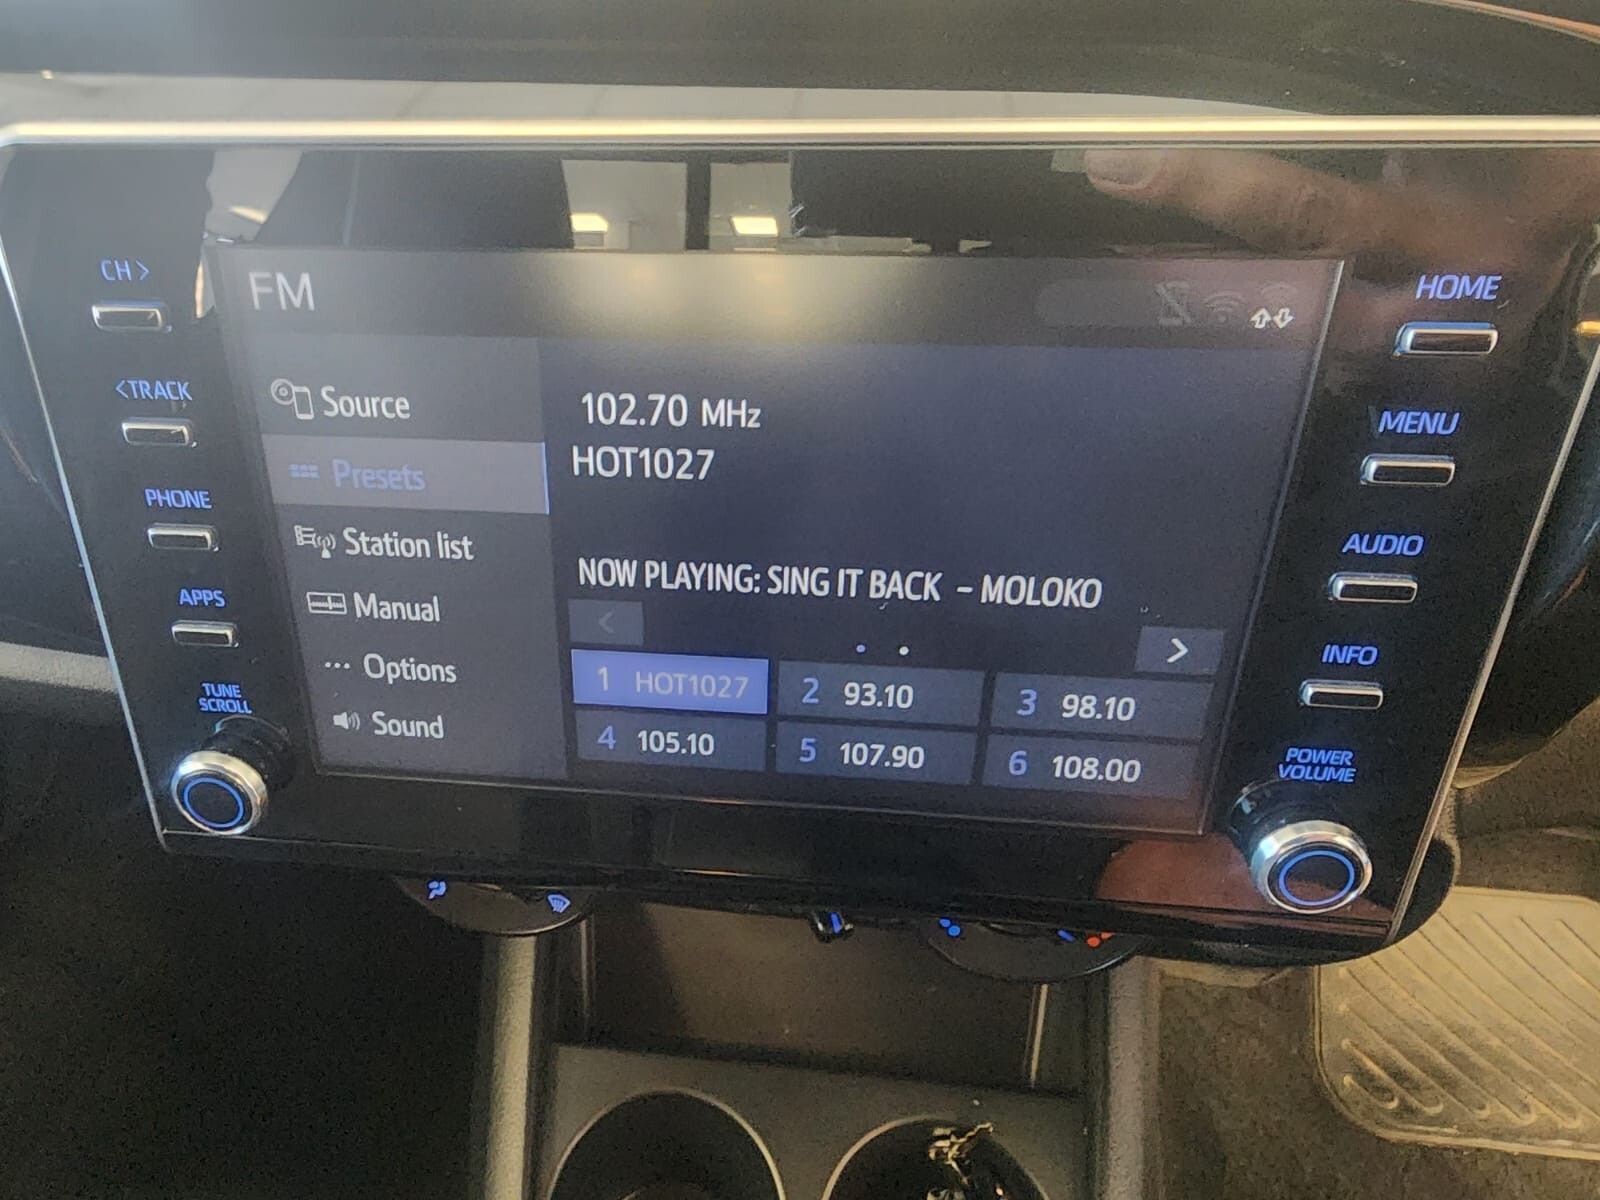 CH >
< TRACK
PHONE
APPS
TUNE
SCROLL
FM
Source
Presets
Station list
Manual
Options
Sound
102.70 MHz
HOT1027
NOW PLAYING: SING IT BACK – MOLOKO
<
>
1 HOT1027
2 93.10
3 98.10
4 105.10
5 107.90
6 108.00
HOME
MENU
AUDIO
INFO
POWER
VOLUME